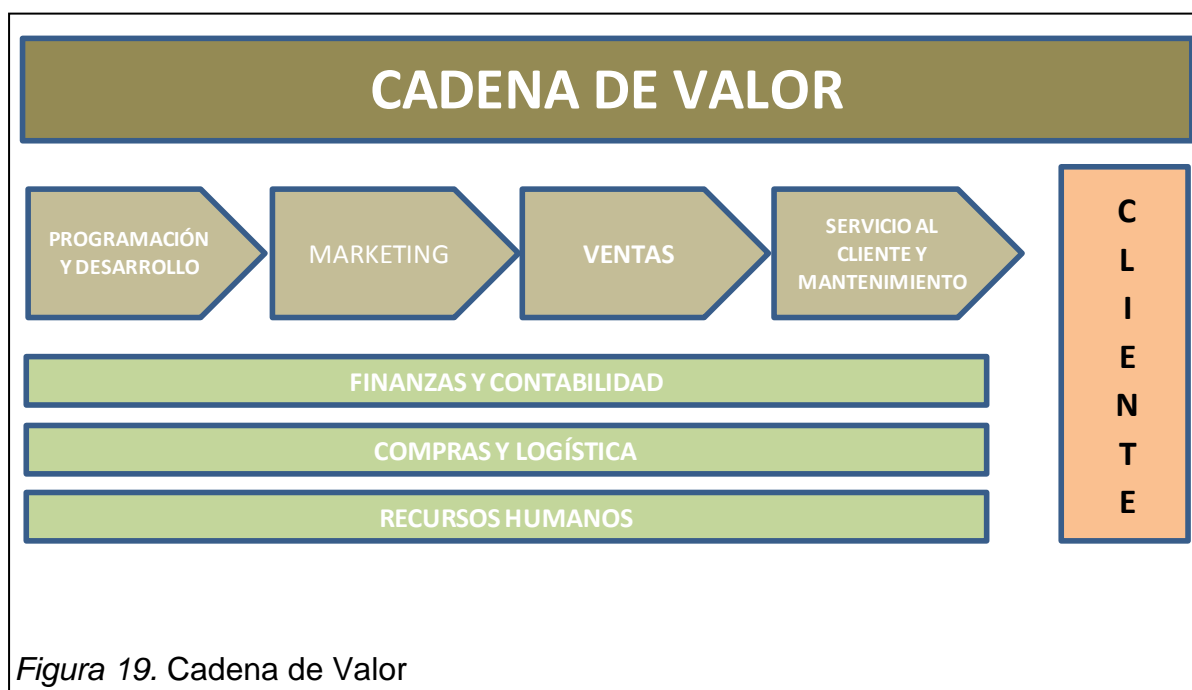 CADENA DE VALOR
PROGRAMACIÓN
Y DESARROLLO
MARKETING
VENTAS
SERVICIO AL
CLIENTE Y
MANTENIMIENTO
FINANZAS Y CONTABILIDAD
COMPRAS Y LOGÍSTICA
RECURSOS HUMANOS
C
L
I
E
N
T
E
Figura 19. Cadena de Valor